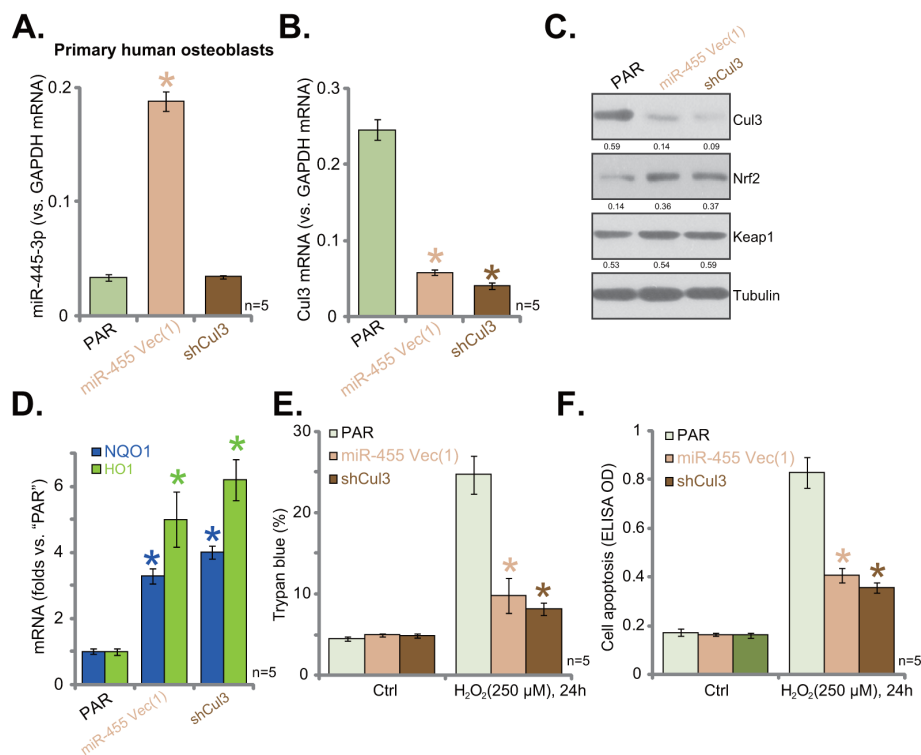 A.
Primary human osteoblasts
miR-445-3p (vs. GAPDH mRNA)
0.2
0.1
0
*
PAR
miR-455 Vec(1)
shCul3
n=5
B.
Cul3 mRNA (vs. GAPDH mRNA)
0.3
0.2
0.1
0
*
*
PAR
miR-455 Vec(1)
shCul3
n=5
C.
PAR
miR-455 Vec(1)
shCul3
Cul3
0.59 0.14 0.09
Nrf2
0.14 0.36 0.37
Keap1
0.53 0.54 0.59
Tubulin
D.
NQO1
HO1
mRNA (folds vs. “PAR”)
6
4
2
0
*
*
*
*
PAR
miR-455 Vec(1)
shCul3
n=5
E.
PAR
miR-455 Vec(1)
shCul3
Trypan blue (%)
30
20
10
0
*
*
Ctrl
H₂O₂(250 µM), 24h
n=5
F.
PAR
miR-455 Vec(1)
shCul3
Cell apoptosis (ELISA OD)
1
0.8
0.6
0.4
0.2
0
*
*
Ctrl
H₂O₂(250 µM), 24h
n=5